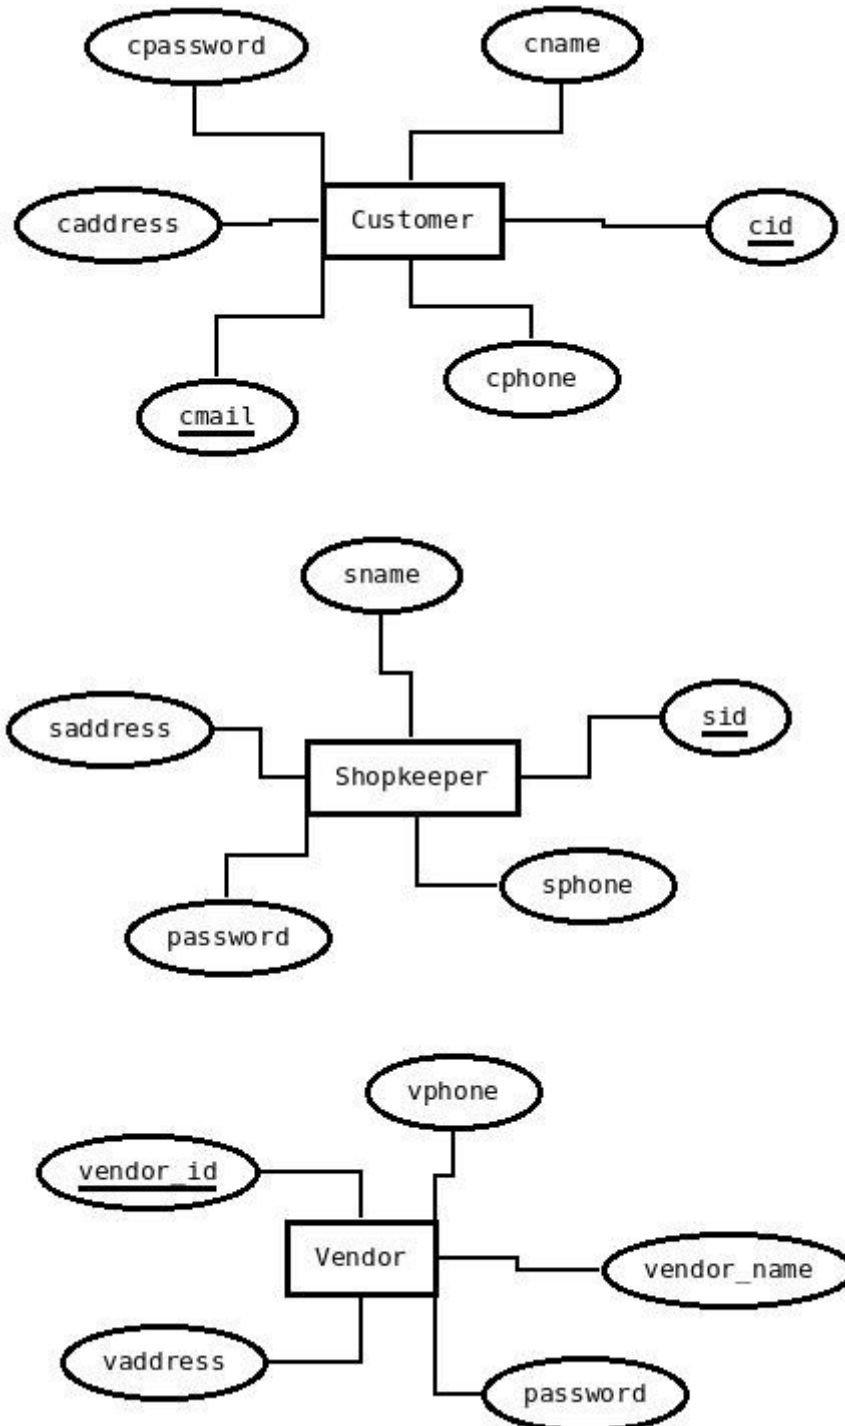 cpassword
cname
caddress
Customer
cid
cphone
cmail
sname
saddress
sid
Shopkeeper
sphone
password
vphone
vendor_id
Vendor
vendor_name
vaddress
password